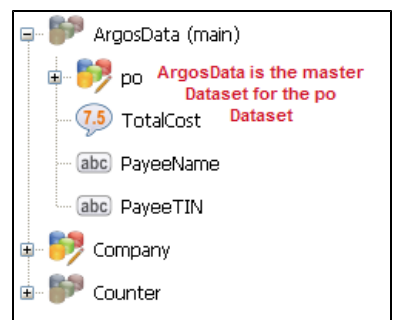 ArgosData (main)
po
ArgosData is the master
Dataset for the po
Dataset
7.5 TotalCost
abc PayeeName
abc PayeeTIN
Company
Counter